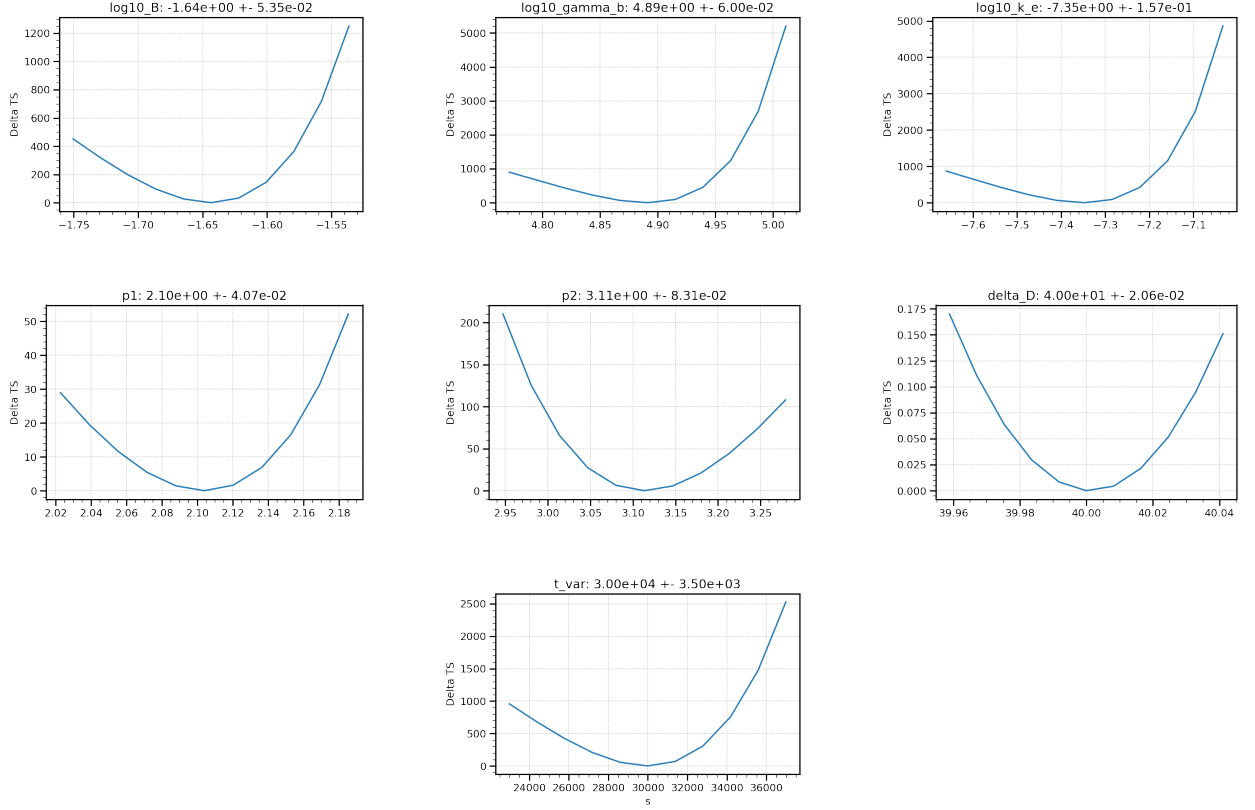 log10_B: -1.64e+00 +- 5.35e-02
Delta TS
1200
1000
800
600
400
200
0
−1.75 −1.70 −1.65 −1.60 −1.55
log10_gamma_b: 4.89e+00 +- 6.00e-02
Delta TS
5000
4000
3000
2000
1000
0
4.80 4.85 4.90 4.95 5.00
log10_k_e: -7.35e+00 +- 1.57e-01
Delta TS
5000
4000
3000
2000
1000
0
−7.6 −7.5 −7.4 −7.3 −7.2 −7.1
p1: 2.10e+00 +- 4.07e-02
Delta TS
50
40
30
20
10
0
2.02 2.04 2.06 2.08 2.10 2.12 2.14 2.16 2.18
p2: 3.11e+00 +- 8.31e-02
Delta TS
200
150
100
50
0
2.95 3.00 3.05 3.10 3.15 3.20 3.25
delta_D: 4.00e+01 +- 2.06e-02
Delta TS
0.175
0.150
0.125
0.100
0.075
0.050
0.025
0.000
39.96 39.98 40.00 40.02 40.04
t_var: 3.00e+04 +- 3.50e+03
Delta TS
2500
2000
1500
1000
500
0
24000 26000 28000 30000 32000 34000 36000
s